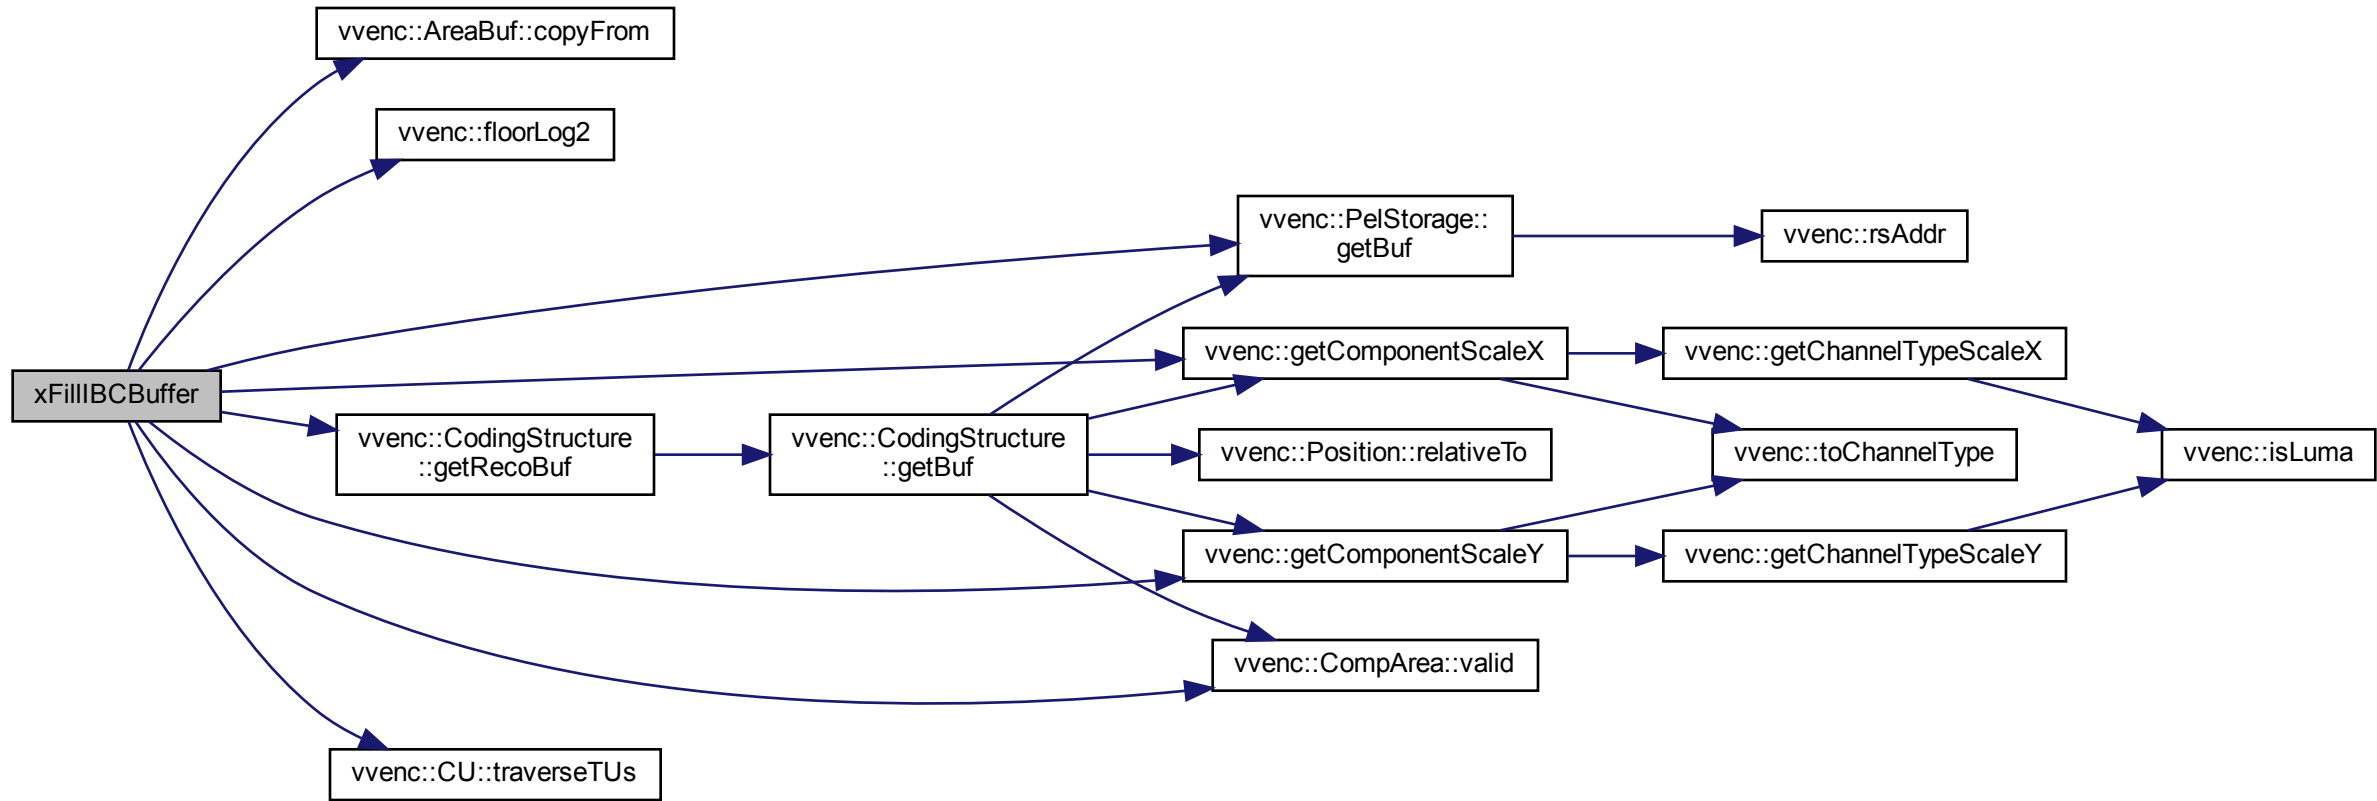 vvenc::AreaBuf::copyFrom
vvenc::floorLog2
vvenc::PelStorage::
getBuf
vvenc::rsAddr
vvenc::getComponentScaleX
vvenc::getChannelTypeScaleX
xFillIBCBuffer
vvenc::CodingStructure
::getRecoBuf
vvenc::CodingStructure
::getBuf
vvenc::Position::relativeTo
vvenc::toChannelType
vvenc::isLuma
vvenc::getComponentScaleY
vvenc::getChannelTypeScaleY
vvenc::CompArea::valid
vvenc::CU::traverseTUs